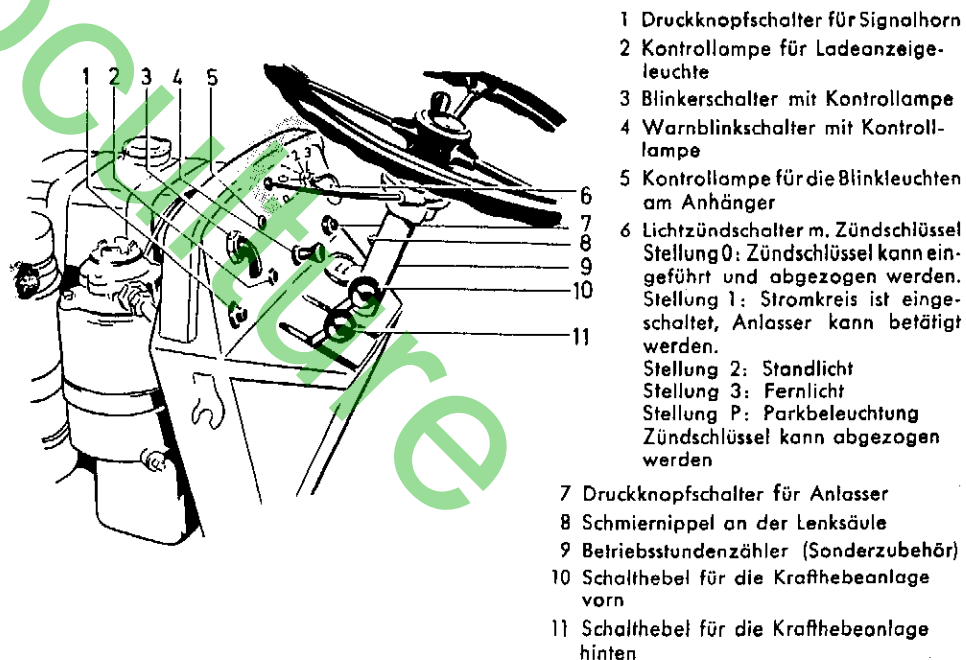 1 Druckknopfschalter für Signalhorn
2 Kontrollampe für Ladeanzeige-
leuchte
3 Blinkerschalter mit Kontrollampe
4 Warnblinkschalter mit Kontroll-
lampe
5 Kontrollampe für die Blinkleuchten
am Anhänger
6 Lichtzündschalter m. Zündschlüssel
Stellung 0: Zündschlüssel kann ein-
geführt und abgezogen werden.
Stellung 1: Stromkreis ist einge-
schaltet, Anlasser kann betätigt
werden.
Stellung 2: Standlicht
Stellung 3: Fernlicht
Stellung P: Parkbeleuchtung
Zündschlüssel kann abgezogen
werden
7 Druckknopfschalter für Anlasser
8 Schmiernippel an der Lenksäule
9 Betriebsstundenzähler (Sonderzubehör)
10 Schalthebel für die Krafthebeanlage
vorn
11 Schalthebel für die Krafthebeanlage
hinten
1 2 3 4 5
6
7
8
9
10
11
ocuture